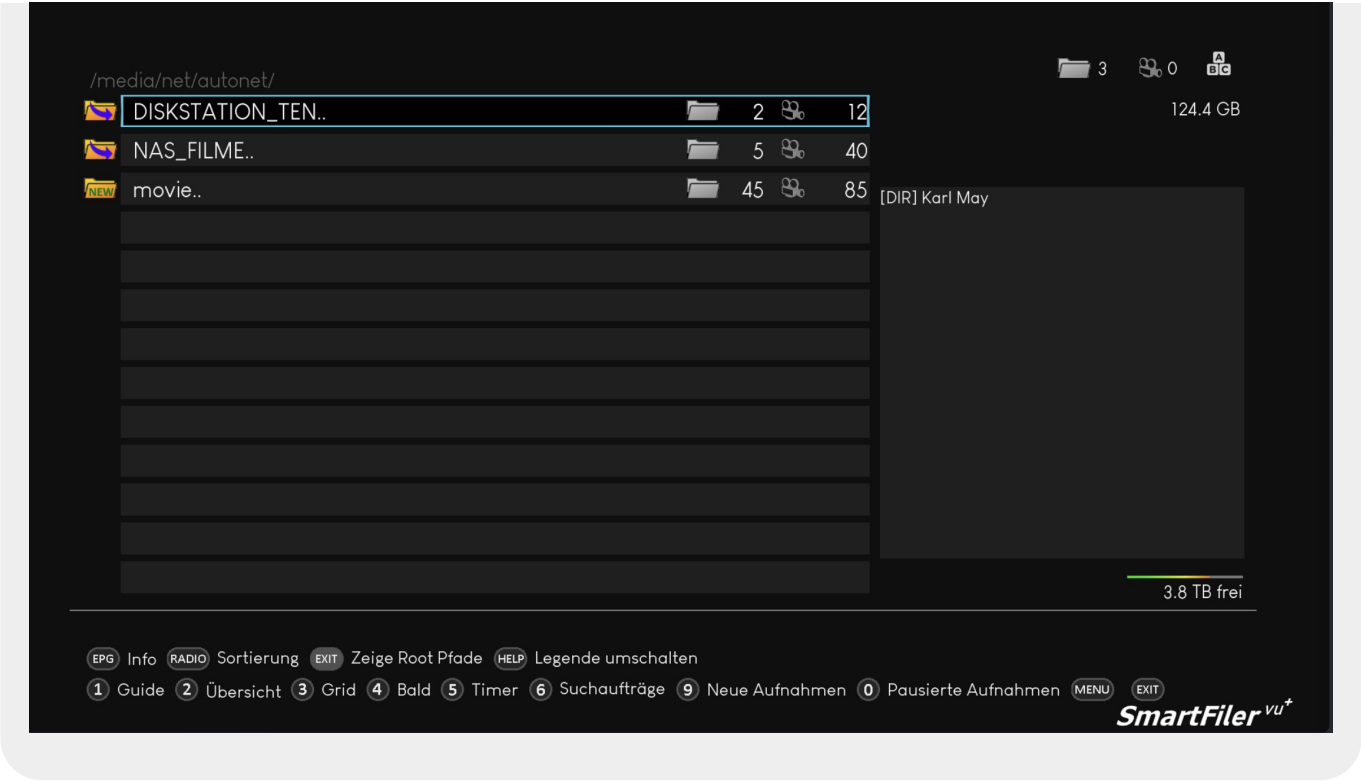 /media/net/autonet/
3 0 A B C
DISKSTATION_TEN.. 2 12
124.4 GB
NAS_FILME.. 5 40
NEW movie.. 45 85
[DIR] Karl May
3.8 TB frei
EPG Info RADIO Sortierung EXIT Zeige Root Pfade HELP Legende umschalten
1 Guide 2 Übersicht 3 Grid 4 Bald 5 Timer 6 Suchaufträge 9 Neue Aufnahmen 0 Pausierte Aufnahmen MENU EXIT
SmartFiler vu+